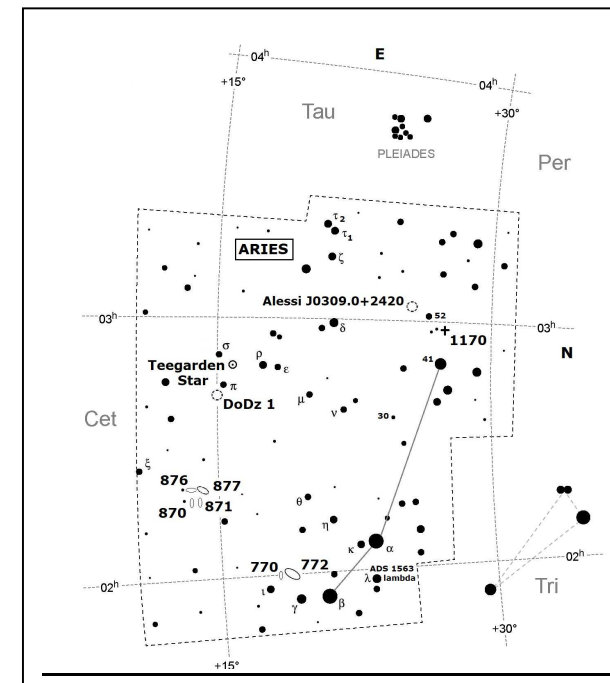 E
04ʰ
04ʰ
+15°
+30°
Tau
PLEIADES
Per
τ₂
τ₁
ARIES
ζ
Alessi J0309.0+2420
52
03ʰ
δ
03ʰ
1170
σ
N
Teegarden
Star
ρ
ε
41
π
DoDz 1
μ
ν
30
Cet
ξ
876
877
870
871
θ
η
κ
α
770
772
ADS 1563
λ lambda
02ʰ
02ʰ
ι
γ
β
Tri
+30°
+15°